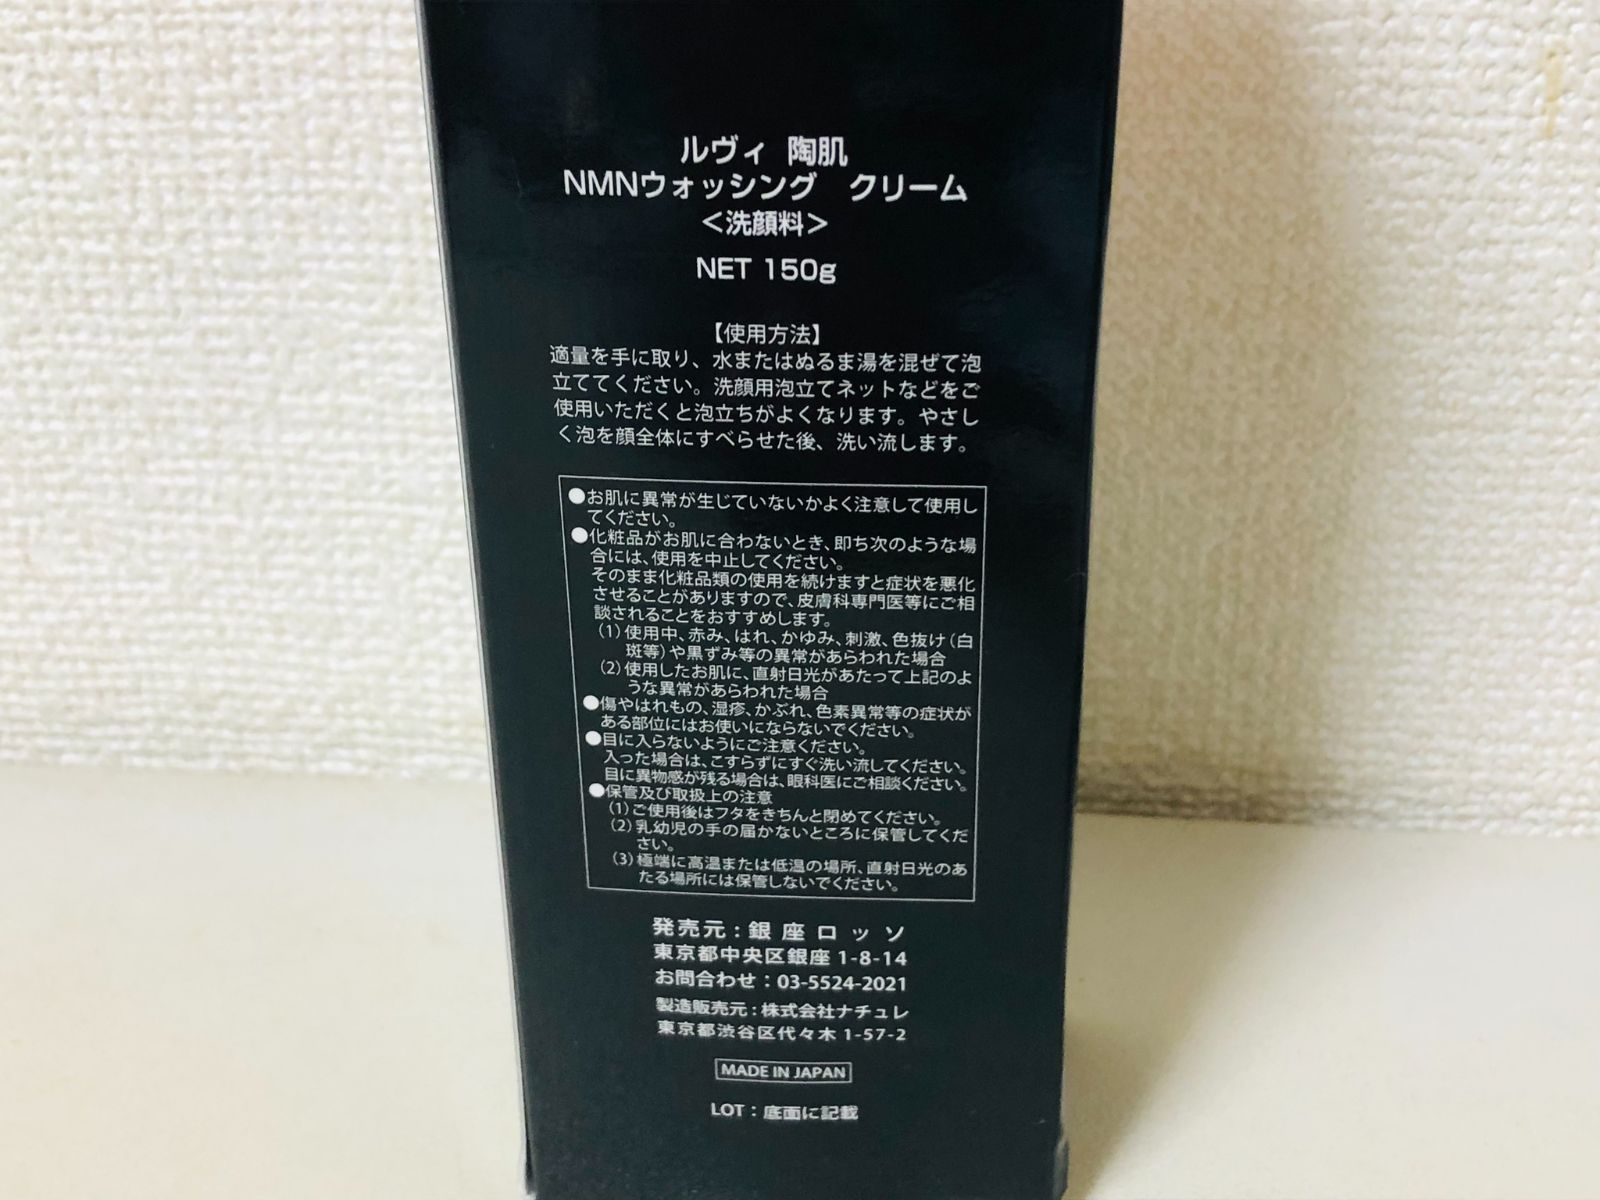 ルヴィ 陶肌
NMNウォッシング クリーム
＜洗顔料＞
NET 150g
【使用方法】
適量を手に取り、水またはぬるま湯を混ぜて泡
立ててください。洗顔用泡立てネットなどをご
使用いただくと泡立ちがよくなります。やさし
く泡を顔全体にすべらせた後、洗い流します。
●お肌に異常が生じていないかよく注意して使用し
てください。
●化粧品がお肌に合わないとき、即ち次のような場
合には、使用を中止してください。
そのまま化粧品類の使用を続けますと症状を悪化
させることがありますので、皮膚科専門医等にご相
談されることをおすすめします。
(1)使用中、赤み、はれ、かゆみ、刺激、色抜け（白
斑等）や黒ずみ等の異常があらわれた場合
(2)使用したお肌に、直射日光があたって上記のよ
うな異常があらわれた場合
●傷やはれもの、湿疹、かぶれ、色素異常等の症状が
ある部位にはお使いにならないでください。
●目に入らないようにご注意ください。
入った場合は、こすらずにすぐ洗い流してください。
目に異物感が残る場合は、眼科医にご相談ください。
●保管及び取扱上の注意
(1)ご使用後はフタをきちんと閉めてください。
(2)乳幼児の手の届かないところに保管してくだ
さい。
(3)極端に高温または低温の場所、直射日光のあ
たる場所には保管しないでください。
発売元：銀座ロッソ
東京都中央区銀座 1-8-14
お問合わせ：03-5524-2021
製造販売元：株式会社ナチュレ
東京都渋谷区代々木 1-57-2
MADE IN JAPAN
LOT：底面に記載